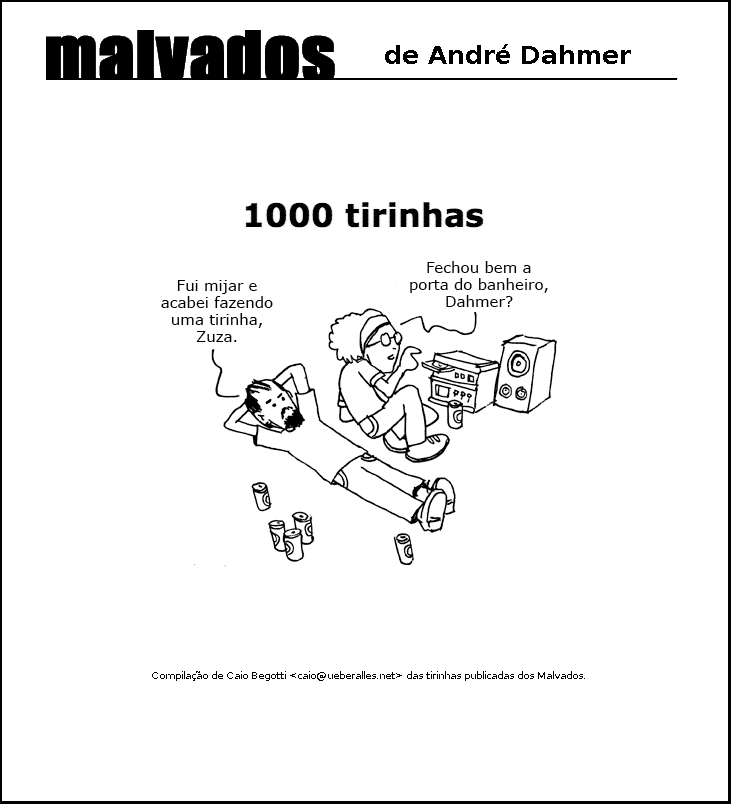 malvados
de André Dahmer
1000 tirinhas
Fui mijar e
acabei fazendo
uma tirinha,
Zuza.
Fechou bem a
porta do banheiro,
Dahmer?
Compilação de Caio Begotti <caio@ueberalles.net> das tirinhas publicadas dos Malvados.